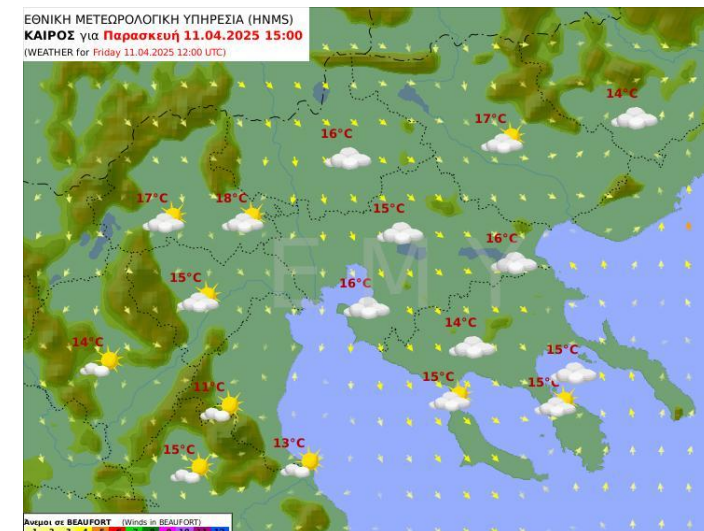 ΕΘΝΙΚΗ ΜΕΤΕΩΡΟΛΟΓΙΚΗ ΥΠΗΡΕΣΙΑ (HNMS)
ΚΑΙΡΟΣ για Παρασκευή 11.04.2025 15:00
(WEATHER for Friday 11.04.2025 12:00 UTC)
14°C
17°C
16°C
17°C
18°C
15°C
16°C
15°C
16°C
14°C
14°C
15°C
15°C
15°C
11°C
13°C
15°C
ΕΜΥ
Άνεμοι σε BEAUFORT (Winds in BEAUFORT)